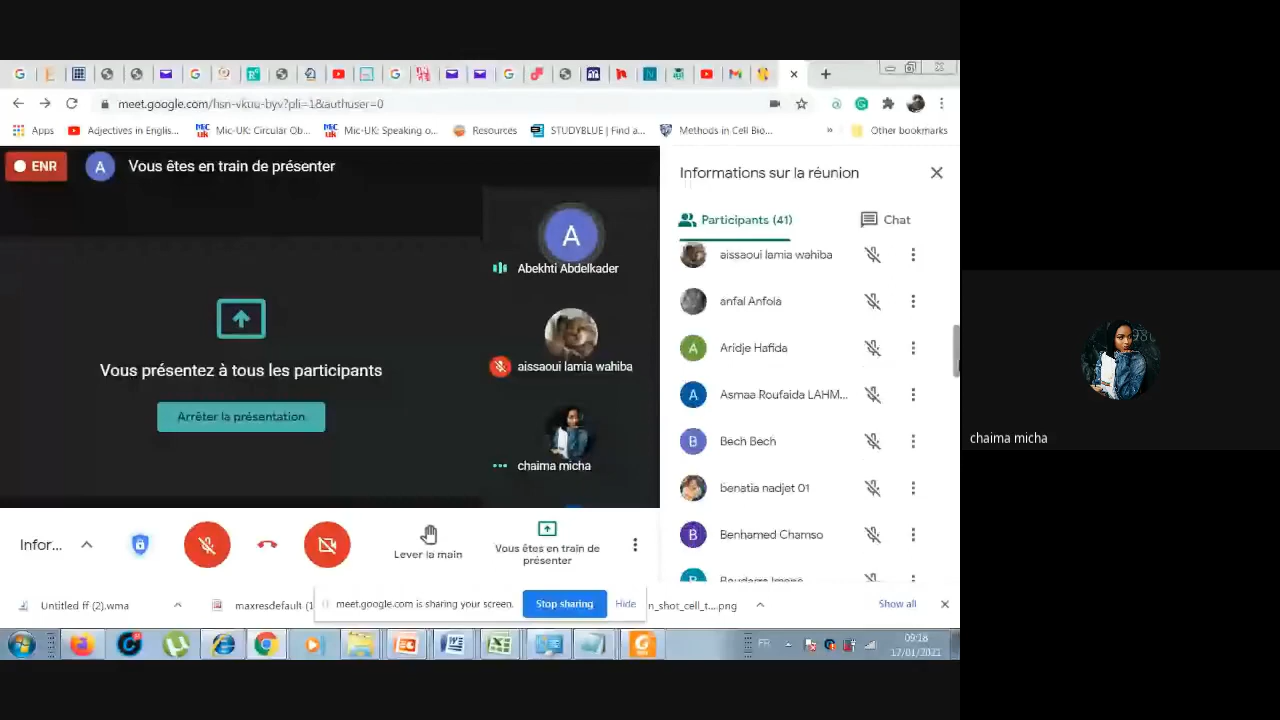 meet.google.com/hsn-vkuu-byv?pli=1&authuser=0
Apps
Adjectives in Englis...
Mic-UK: Circular Ob...
Mic-UK: Speaking o...
Resources
STUDYBLUE | Find a...
Methods in Cell Bio...
»
Other bookmarks
ENR
A
Vous êtes en train de présenter
Vous présentez à tous les participants
Arrêter la présentation
A
Abekhti Abdelkader
aissaoui lamia wahiba
chaima micha
Informations sur la réunion
Participants (41)
Chat
aissaoui lamia wahiba
anfal Anfola
A
Aridje Hafida
A
Asmaa Roufaida LAHM...
B
Bech Bech
benatia nadjet 01
B
Benhamed Chamso
Infor...
Lever la main
Vous êtes en train de
présenter
Untitled ff (2).wma
maxresdefault (1
meet.google.com is sharing your screen.
Stop sharing
Hide
n_shot_cell_t....png
Show all
FR
09:18
17/01/2021
chaima micha